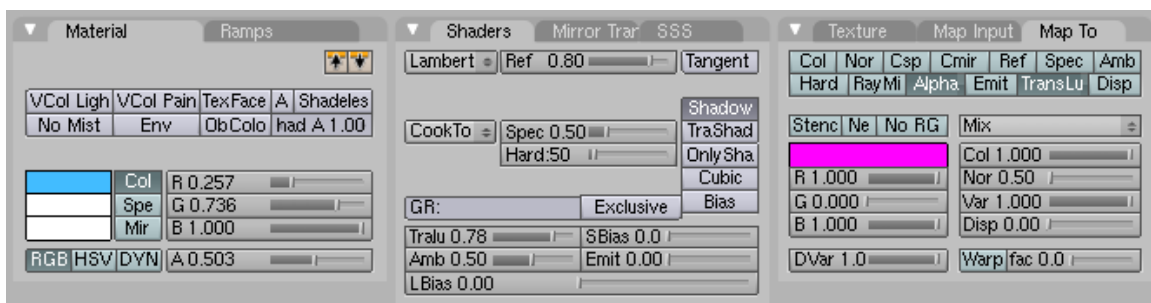 Material Ramps
VCol Ligh VCol Pain TexFace A Shadeles
No Mist Env ObColo had A 1.00
Col R 0.257
Spe G 0.736
Mir B 1.000
RGB HSV DYN A 0.503
Shaders Mirror Tran SSS
Lambert Ref 0.80 Tangent
Shadow
CookTo Spec 0.50 TraShad
Hard:50 OnlySha
Cubic
GR: Exclusive Bias
Tralu 0.78 SBias 0.0
Amb 0.50 Emit 0.00
LBias 0.00
Texture Map Input Map To
Col Nor Csp Cmir Ref Spec Amb
Hard RayMi Alpha Emit TransLu Disp
Stenc Ne No RG Mix
Col 1.000
R 1.000 Nor 0.50
G 0.000 Var 1.000
B 1.000 Disp 0.00
DVar 1.0 Warp fac 0.0